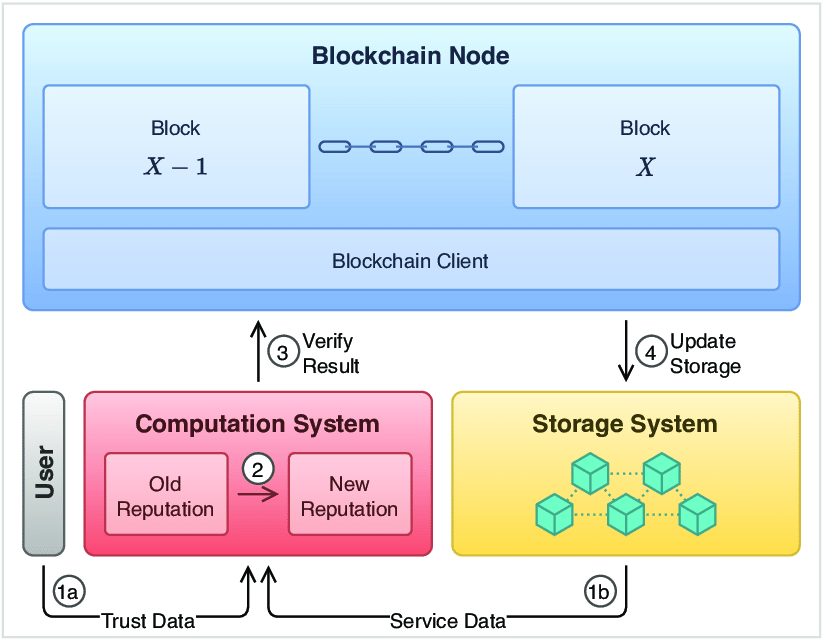 Blockchain Node
Block
X − 1
Block
X
Blockchain Client
3
Verify
Result
4
Update
Storage
User
Computation System
Old
Reputation
2
New
Reputation
Storage System
1a
Trust Data
Service Data
1b